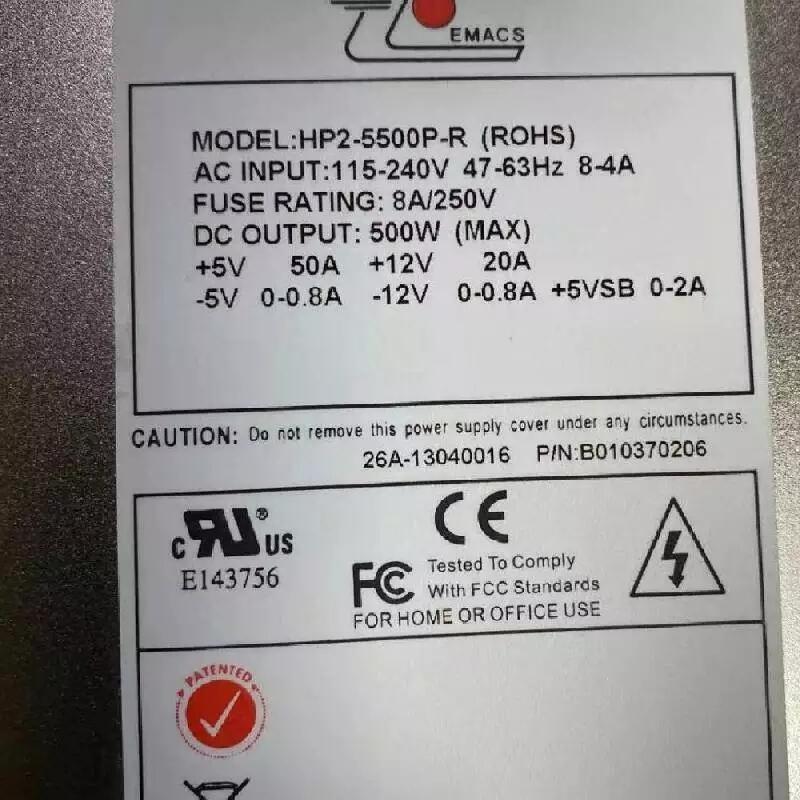 EMACS
MODEL:HP2-5500P-R (ROHS)
AC INPUT:115-240V 47-63Hz 8-4A
FUSE RATING: 8A/250V
DC OUTPUT: 500W (MAX)
+5V 50A +12V 20A
-5V 0-0.8A -12V 0-0.8A +5VSB 0-2A
CAUTION: Do not remove this power supply cover under any circumstances.
26A-13040016 P/N:B010370206
C RU® US
E143756
CE
FC Tested To Comply
With FCC Standards
FOR HOME OR OFFICE USE
PATENTED